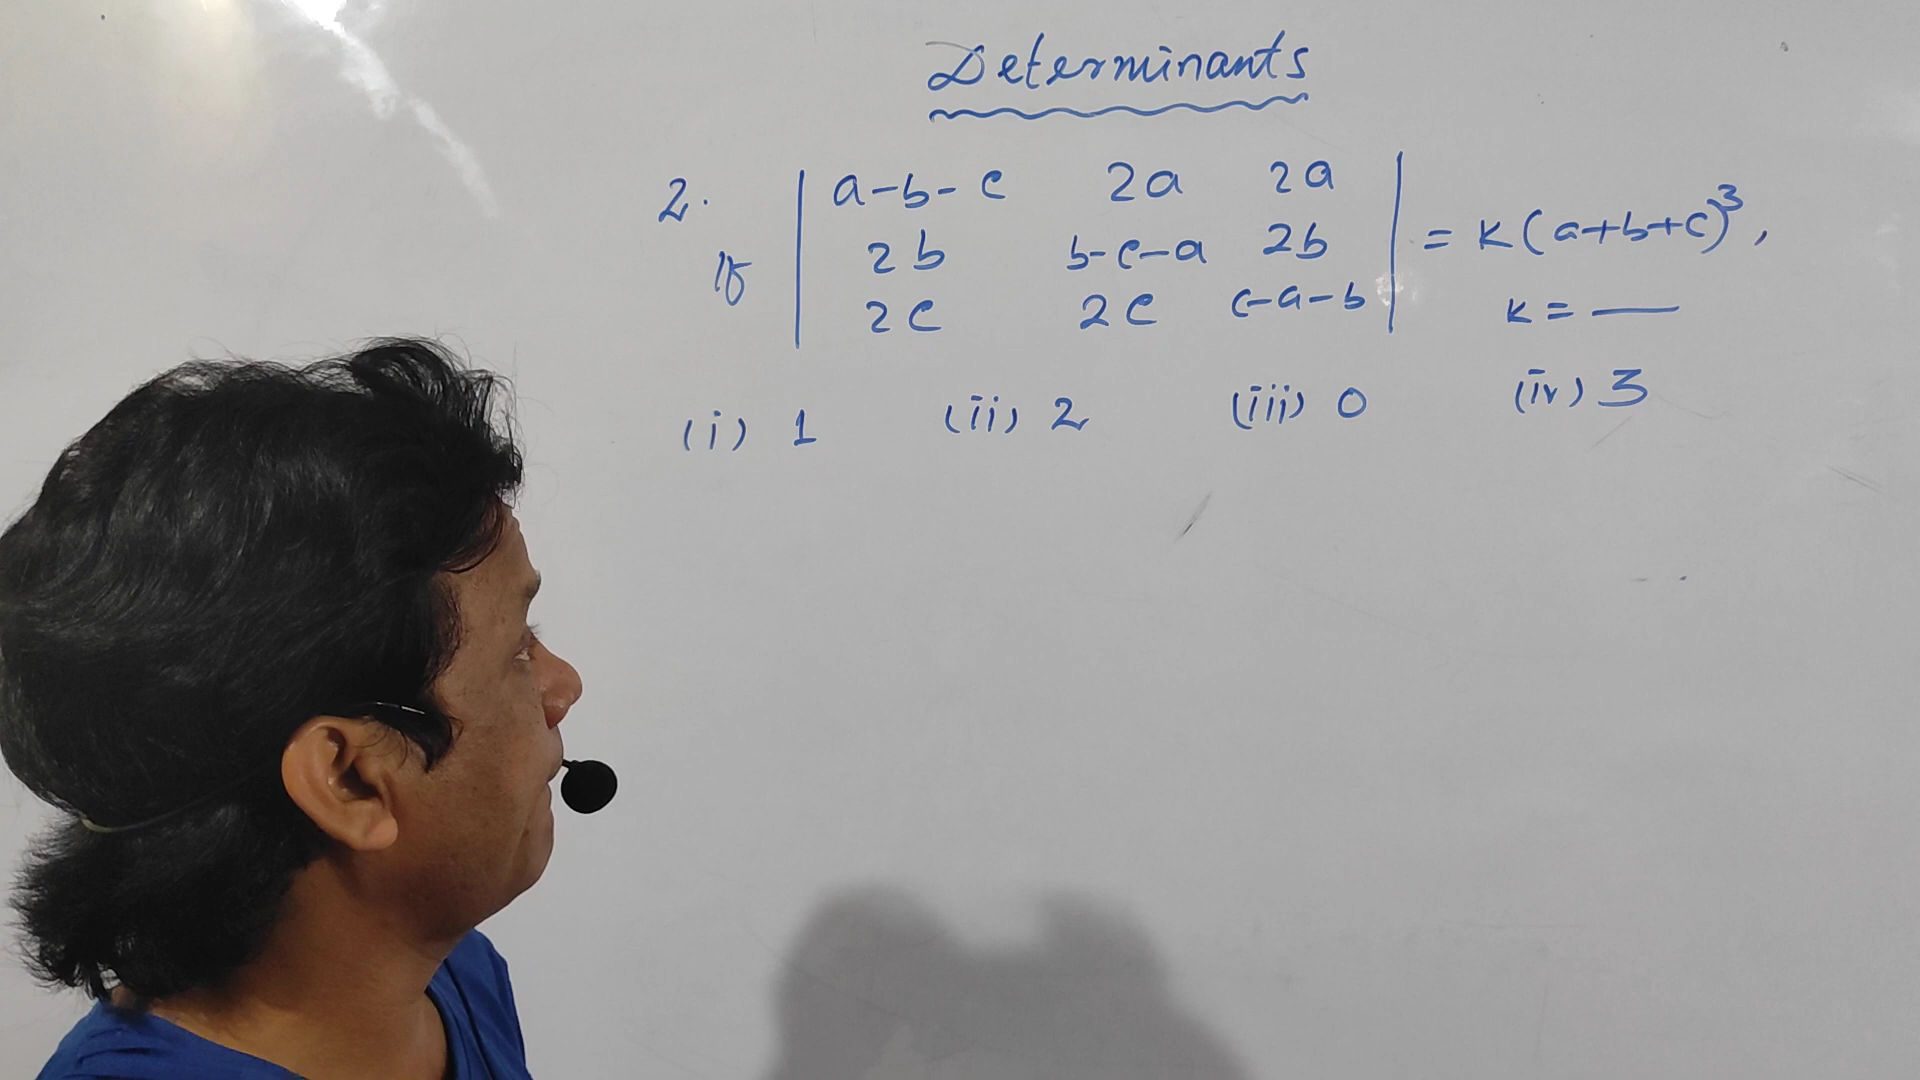 Determinants
2. If | a-b-c 2a 2a |
| 2b b-c-a 2b | = K(a+b+c)³,
| 2c 2c c-a-b | K = ___
(i) 1 (ii) 2 (iii) 0 (iv) 3